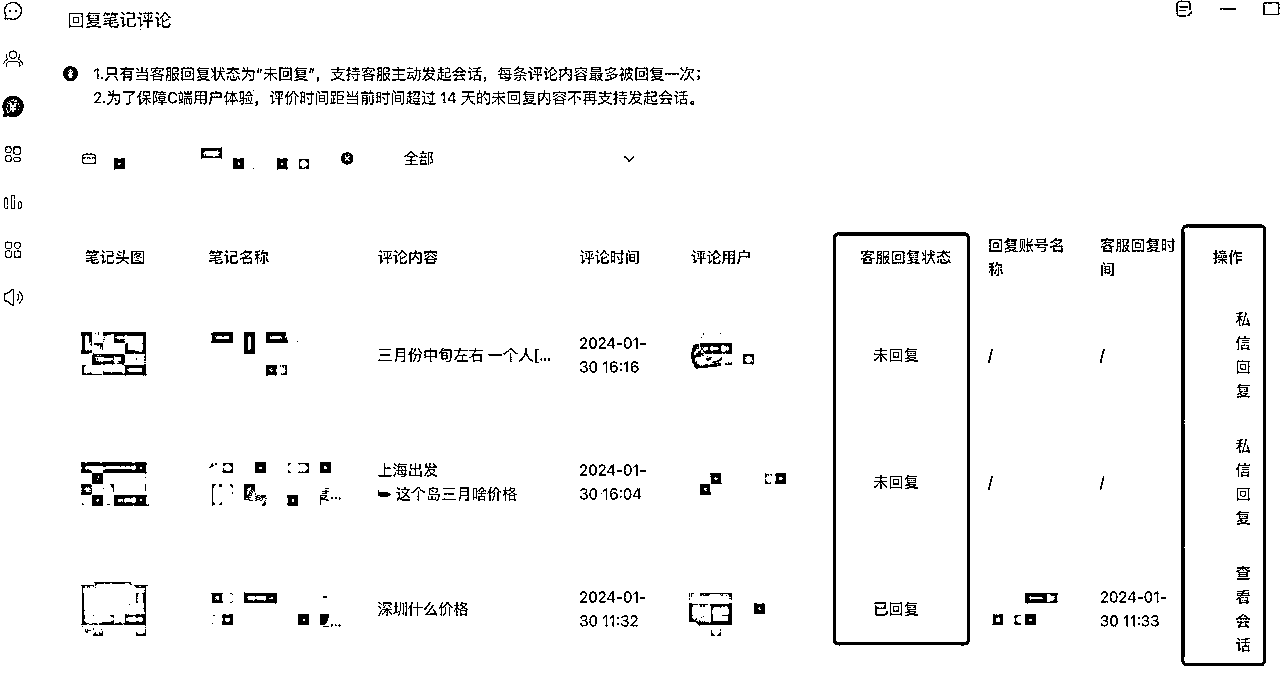 回复笔记评论
1.只有当客服回复状态为“未回复”，支持客服主动发起会话，每条评论内容最多被回复一次；
2.为了保障C端用户体验，评价时间距当前时间超过 14 天的未回复内容不再支持发起会话。
全部
笔记头图 笔记名称 评论内容 评论时间 评论用户 客服回复状态 回复账号名称 客服回复时间 操作
三月份中旬左右 一个人[... 2024-01-30 16:16 未回复 / / 私信回复
上海出发
这个岛三月啥价格 2024-01-30 16:04 未回复 / / 私信回复
深圳什么价格 2024-01-30 11:32 已回复 2024-01-30 11:33 查看会话